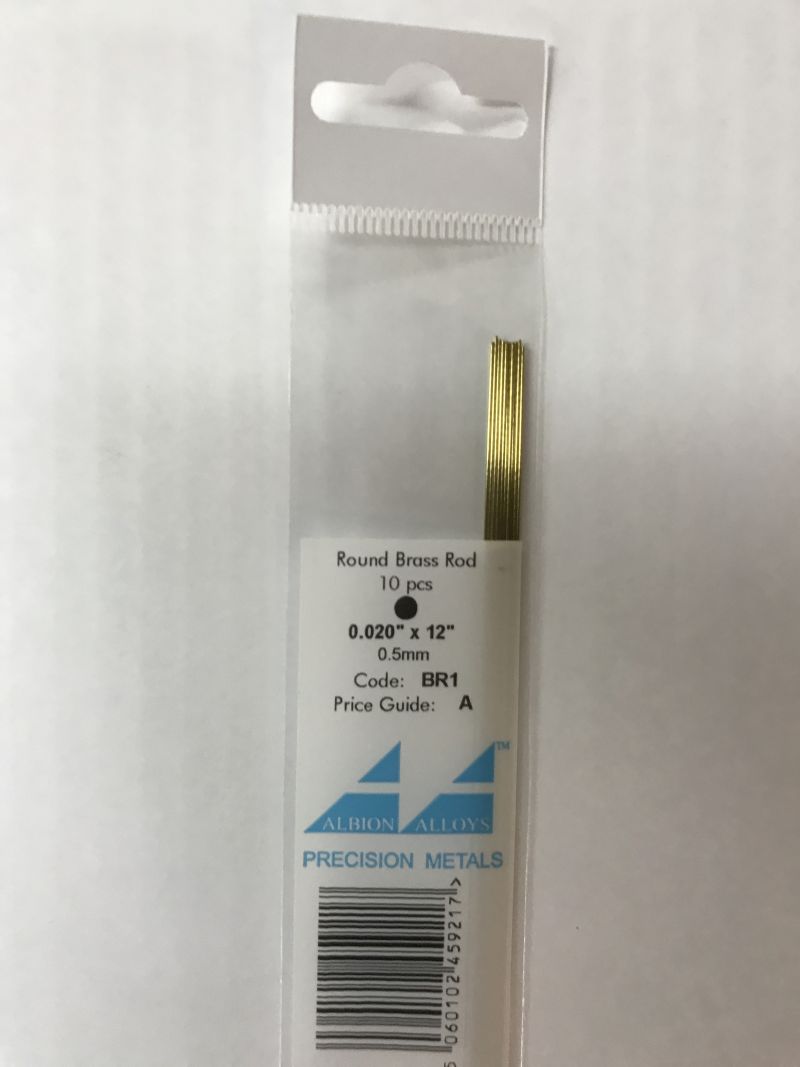 Round Brass Rod
10 pcs
0.020" x 12"
0.5mm
Code: BR1
Price Guide: A
TM
ALBION ALLOYS
PRECISION METALS
5 060102 459217 >